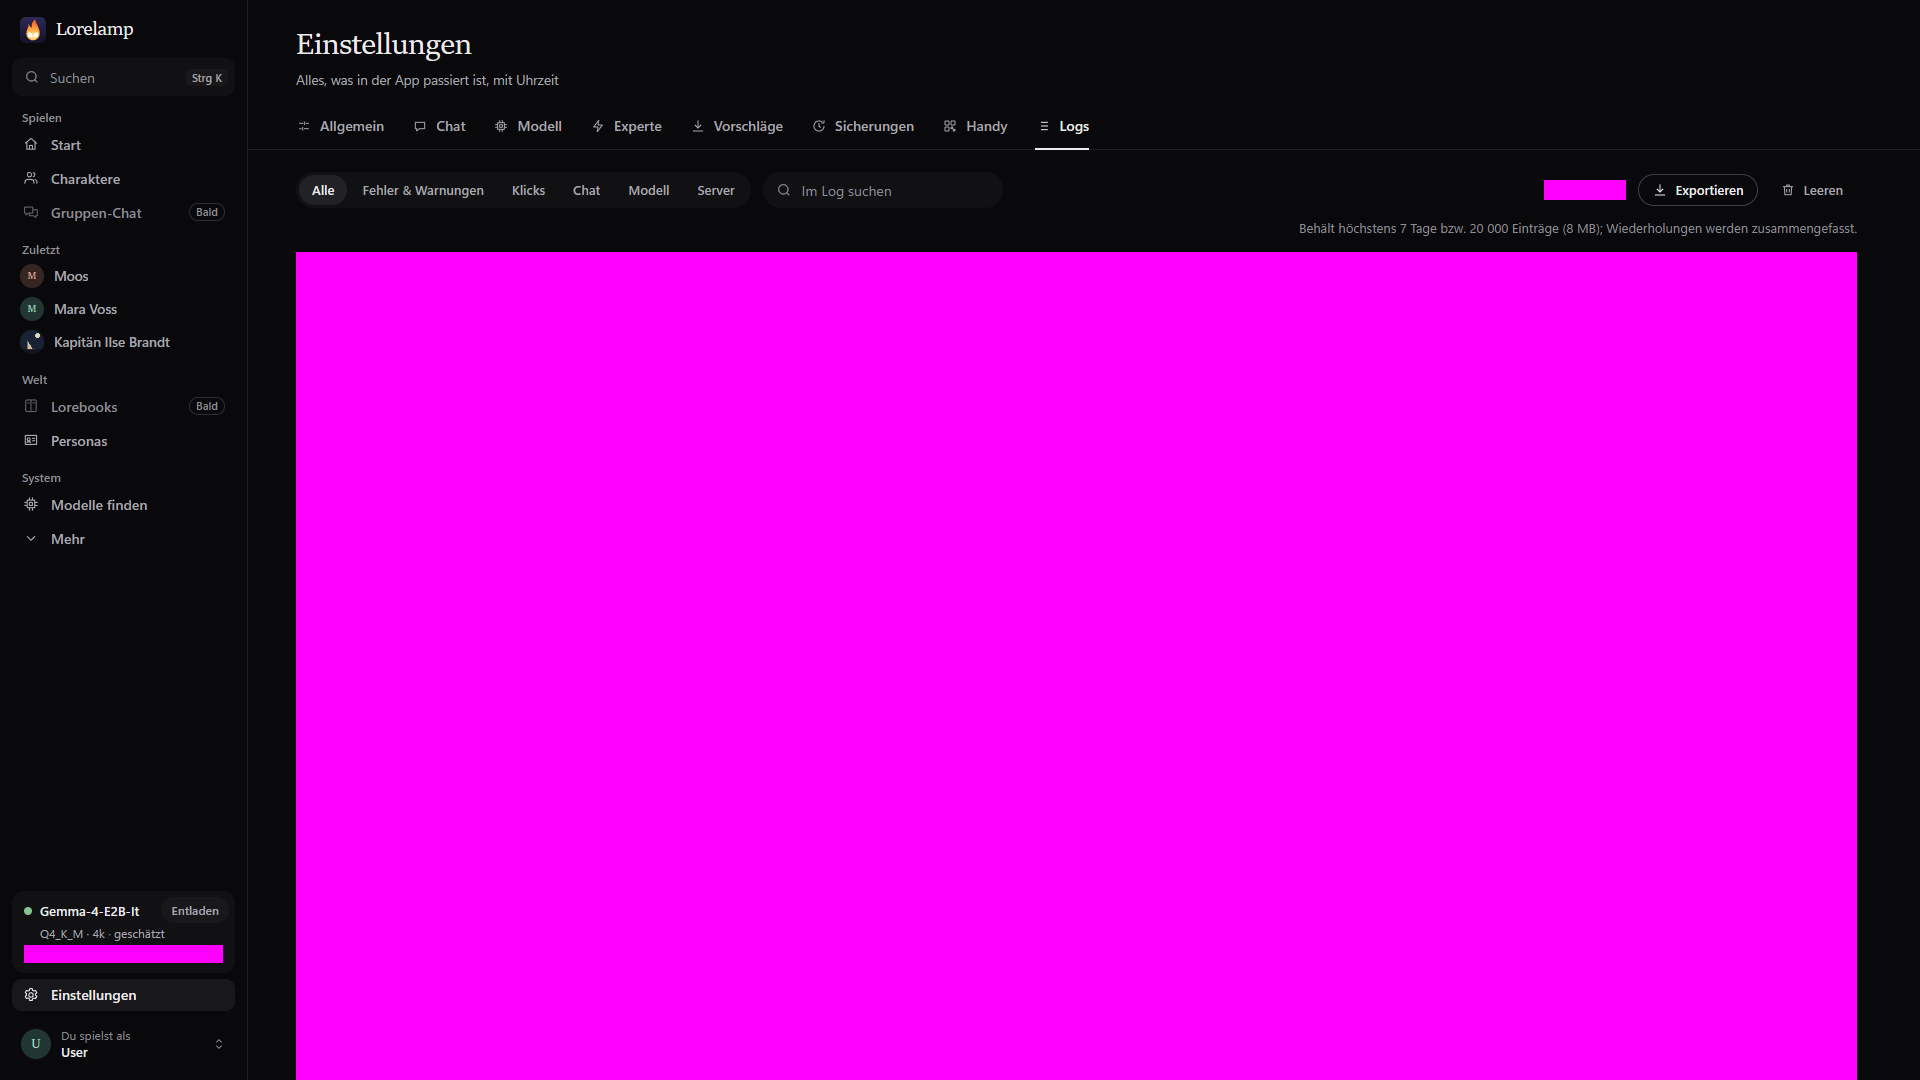 Lorelamp
Suchen Strg K
Spielen
Start
Charaktere
Gruppen-Chat Bald
Zuletzt
M Moos
M Mara Voss
Kapitän Ilse Brandt
Welt
Lorebooks Bald
Personas
System
Modelle finden
Mehr
Gemma-4-E2B-It Entladen
Q4_K_M · 4k · geschätzt
Einstellungen
U Du spielst als
User
Einstellungen
Alles, was in der App passiert ist, mit Uhrzeit
Allgemein Chat Modell Experte Vorschläge Sicherungen Handy Logs
Alle Fehler & Warnungen Klicks Chat Modell Server Im Log suchen Exportieren Leeren
Behält höchstens 7 Tage bzw. 20 000 Einträge (8 MB); Wiederholungen werden zusammengefasst.